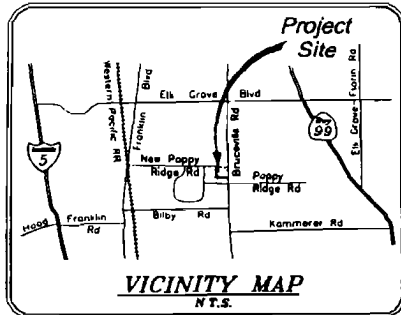 Project
Site
Western
Pacific RR
Franklin
Blvd
Elk Grove Blvd
Bruceville Rd
Elk Grove Florin Rd
HWY
99
5
New Poppy
Ridge Rd
Poppy
Ridge Rd
Hood Franklin
Rd
Bilby Rd
Kammerer Rd
VICINITY MAP
N.T.S.